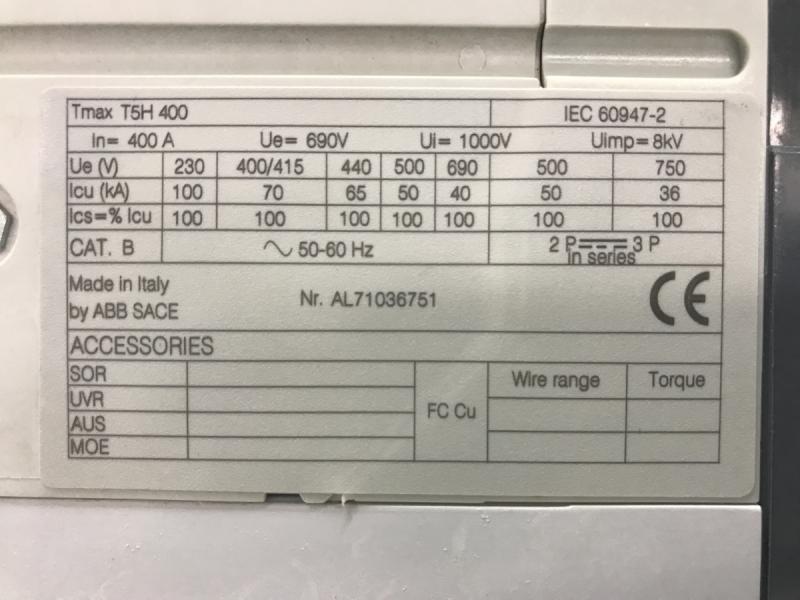 Tmax T5H 400 IEC 60947-2
In= 400 A Ue= 690V Ui= 1000V Uimp= 8kV
Ue (V) 230 400/415 440 500 690 500 750
Icu (kA) 100 70 65 50 40 50 36
Ics=% Icu 100 100 100 100 100 100 100
CAT. B 50-60 Hz 2 P 3 P
in series
Made in Italy
by ABB SACE
Nr. AL71036751
CE
ACCESSORIES
SOR
UVR
AUS
MOE
FC Cu
Wire range Torque